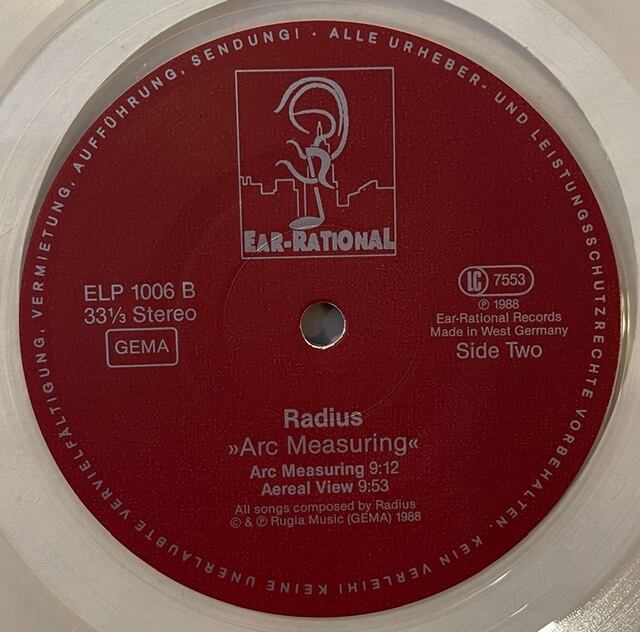 ALLE URHEBER- UND LEISTUNGSSCHUTZRECHTE VORBEHALTEN. KEIN VERLEIH! KEINE UNERLAUBTE VERVIELFÄLTIGUNG, VERMIETUNG, AUFFÜHRUNG, SENDUNG! ·
EAR-RATIONAL
ELP 1006 B
33⅓ Stereo
GEMA
LC 7553
℗ 1988
Ear-Rational Records
Made in West Germany
Side Two
Radius
»Arc Measuring«
Arc Measuring 9:12
Aereal View 9:53
All songs composed by Radius
© & ℗ Rugia Music (GEMA) 1988